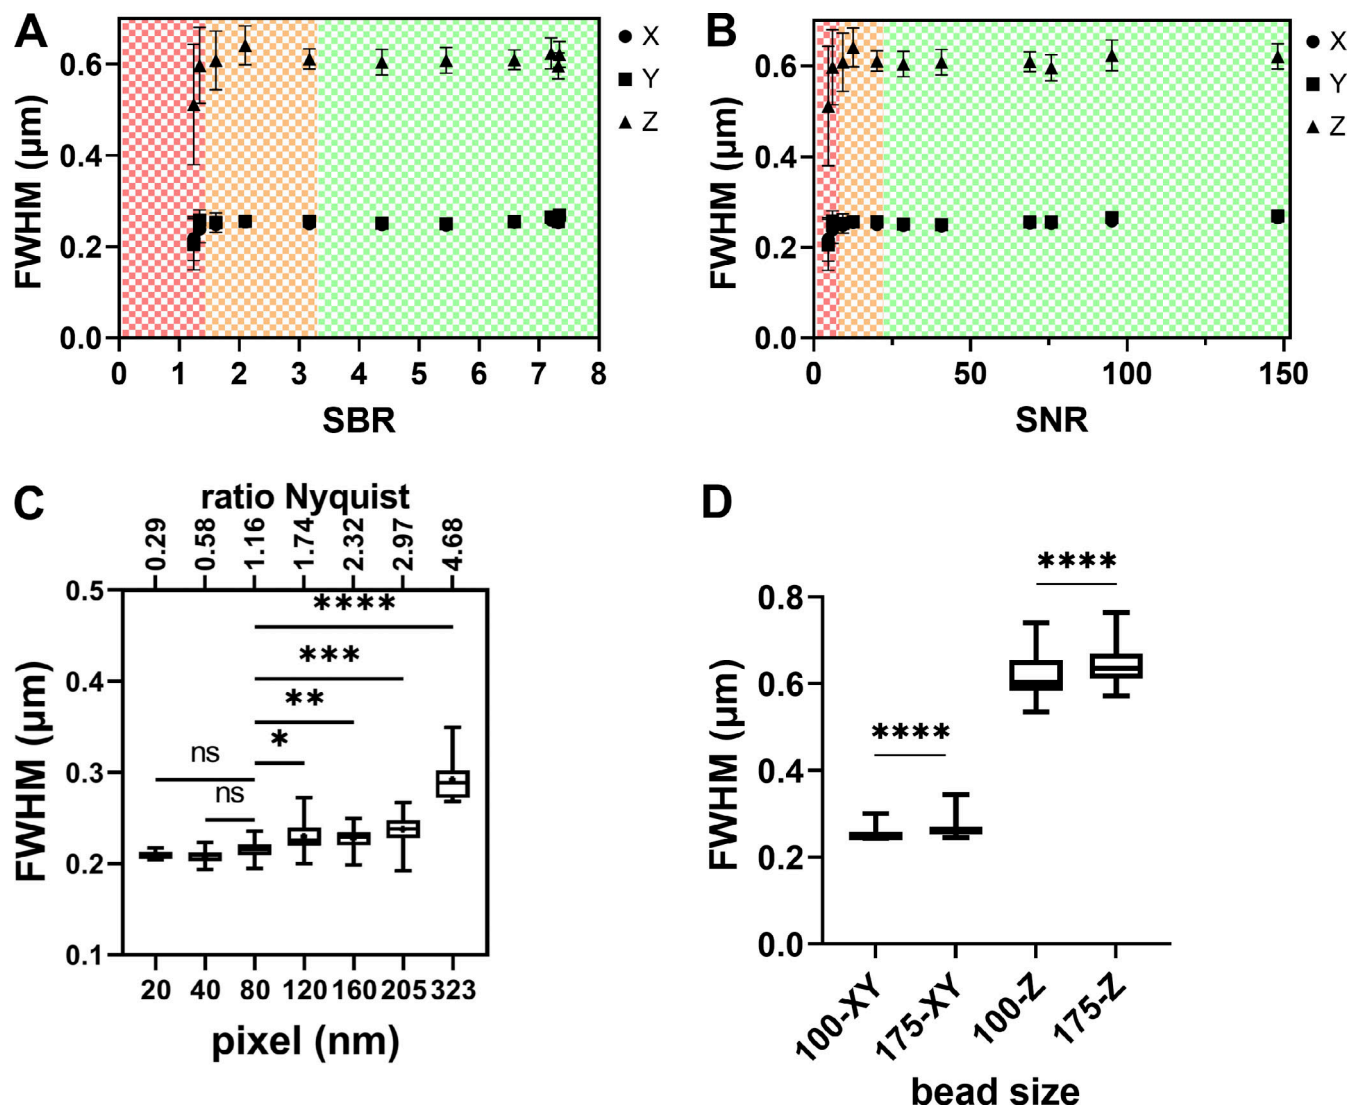 A
B
FWHM (µm)
0.6
0.4
0.2
0.0
0 1 2 3 4 5 6 7 8
SBR
X
Y
Z
FWHM (µm)
0.6
0.4
0.2
0.0
0 50 100 150
SNR
X
Y
Z
C
ratio Nyquist
0.29 0.58 1.16 1.74 2.32 2.97 4.68
FWHM (µm)
0.5
0.4
0.3
0.2
0.1
****
***
**
*
ns
ns
20 40 80 120 160 205 323
pixel (nm)
D
FWHM (µm)
0.8
0.6
0.4
0.2
0.0
****
****
100-XY 175-XY 100-Z 175-Z
bead size